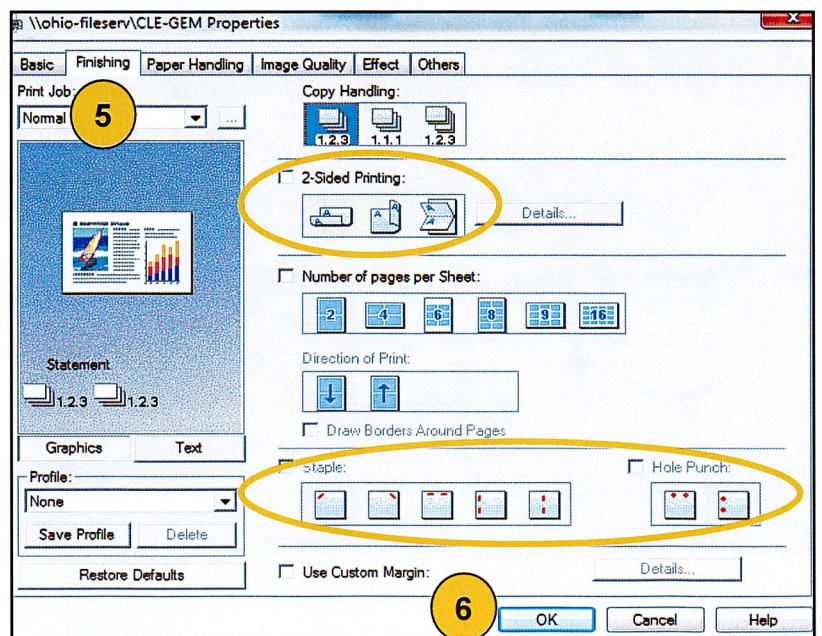 \\ohio-fileserv\CLE-GEM Properties
Basic Finishing Paper Handling Image Quality Effect Others
Print Job:
Normal
5
...
Copy Handling:
1.2.3 1.1.1 1.2.3
2-Sided Printing:
A A A A
Details...
Number of pages per Sheet:
2 4 6 8 9 16
Direction of Print:
Draw Borders Around Pages
Statement
1.2.3 1.2.3
Graphics Text
Staple:
Hole Punch:
Profile:
None
Save Profile Delete
Restore Defaults
Use Custom Margin:
Details...
6
OK Cancel Help